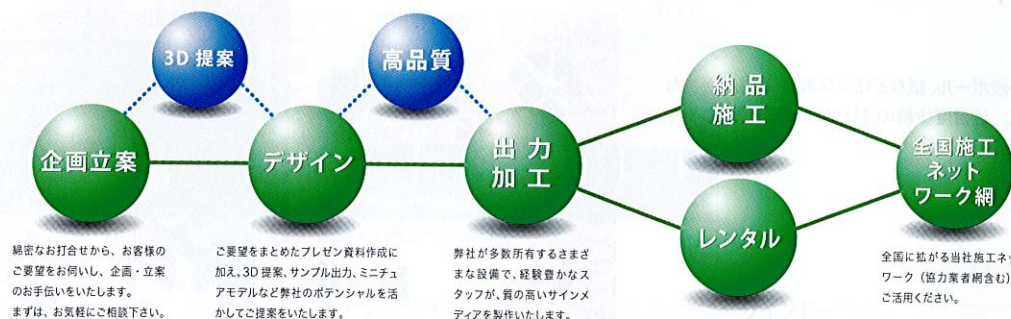 3D 提案
高品質
企画立案
デザイン
出力
加工
納品
施工
レンタル
全国施工
ネット
ワーク網
綿密なお打合せから、お客様の
ご要望をお伺いし、企画・立案
のお手伝いをいたします。
まずは、お気軽にご相談下さい。
ご要望をまとめたプレゼン資料作成に
加え、3D 提案、サンプル出力、ミニチュ
アモデルなど弊社のポテンシャルを活
かしてご提案をいたします。
弊社が多数所有するさまざ
まな設備で、経験豊かなス
タッフが、質の高いサインメ
ディアを製作いたします。
全国に拡がる当社施工ネッ
ワーク（協力業者網含む）
ご活用ください。